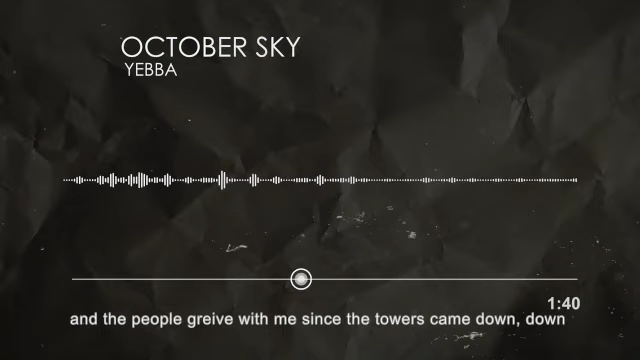 OCTOBER SKY
YEBBA
1:40
and the people greive with me since the towers came down, down